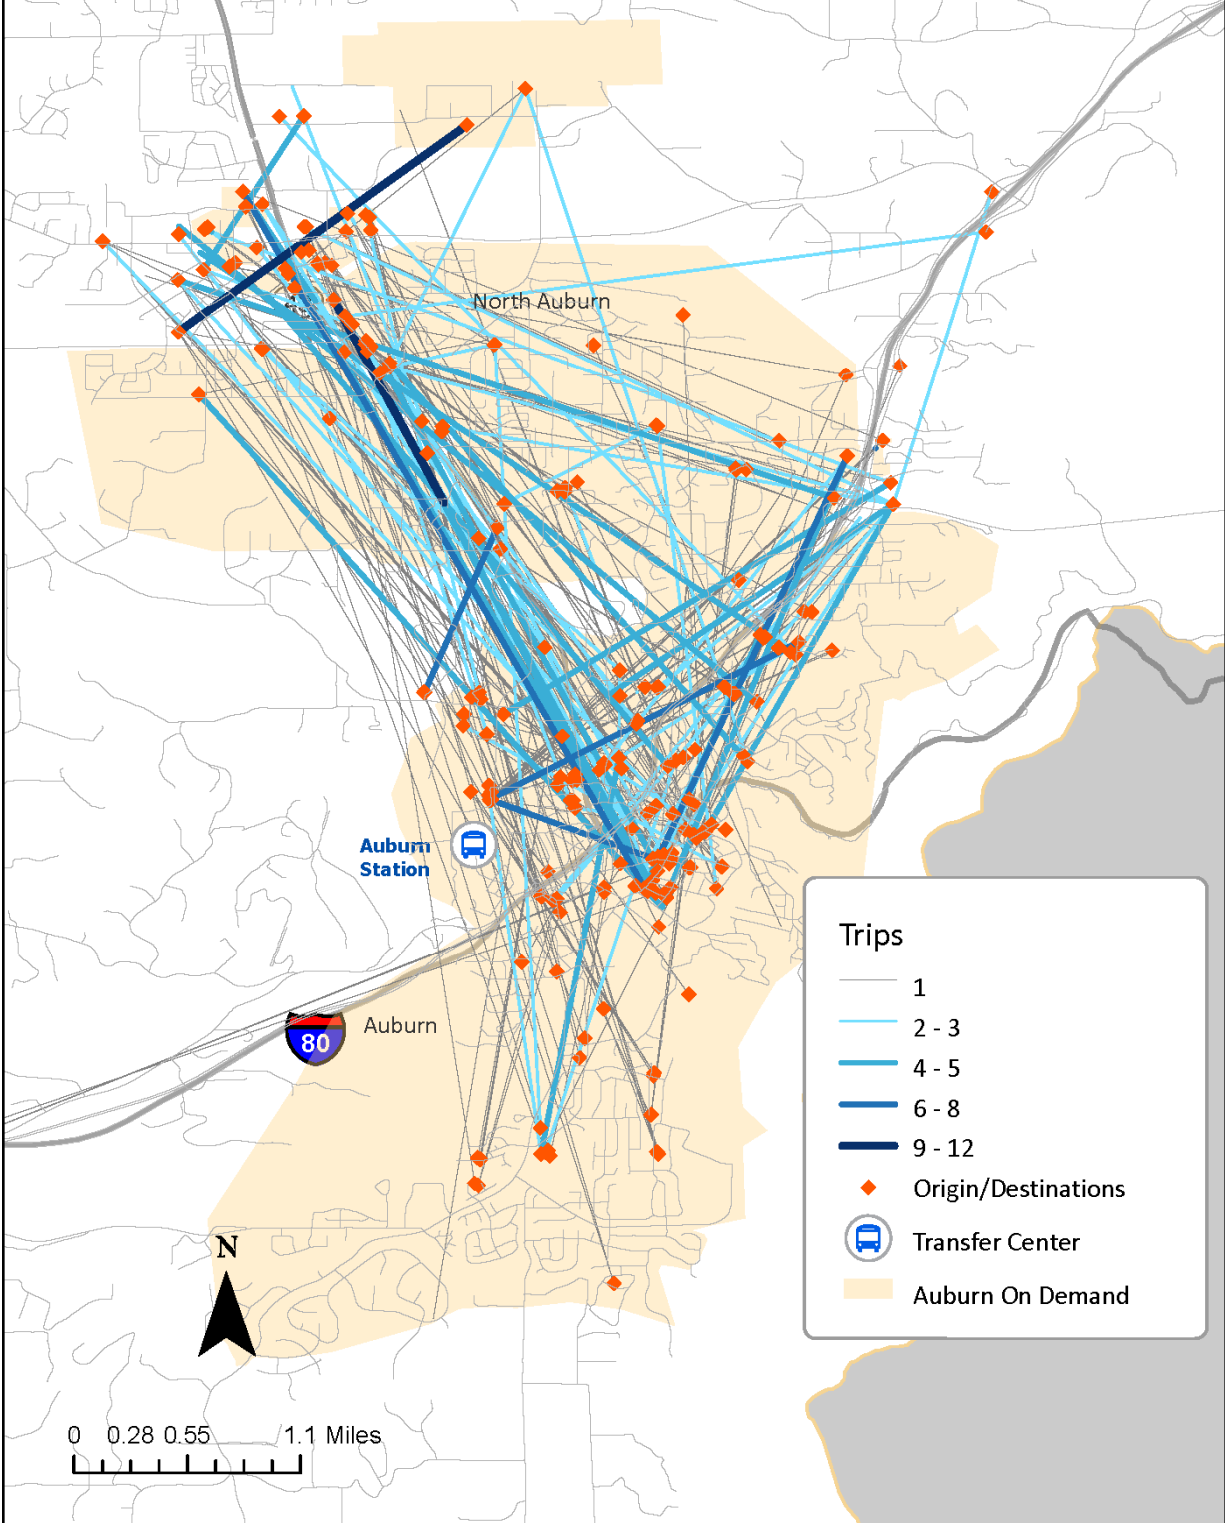 North Auburn
Auburn
Station
80
Auburn
Trips
1
2 - 3
4 - 5
6 - 8
9 - 12
Origin/Destinations
Transfer Center
Auburn On Demand
N
0 0.28 0.55 1.1 Miles